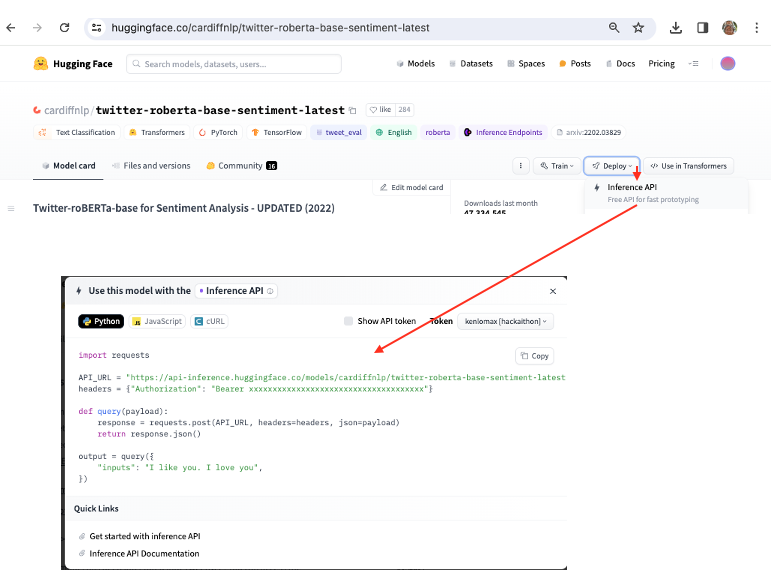 huggingface.co/cardiffnlp/twitter-roberta-base-sentiment-latest
Hugging Face
Search models, datasets, users...
Models
Datasets
Spaces
Posts
Docs
Pricing
cardiffnlp/twitter-roberta-base-sentiment-latest
like 284
Text Classification
Transformers
PyTorch
TensorFlow
tweet_eval
English
roberta
Inference Endpoints
arxiv:2202.03829
Model card
Files and versions
Community 16
Train
Deploy
Use in Transformers
Inference API
Free API for fast prototyping
Edit model card
Twitter-roBERTa-base for Sentiment Analysis - UPDATED (2022)
Downloads last month
47,334,545
Use this model with the Inference API
Python
JavaScript
cURL
Show API token
Token
kenlomax [hackaithon]
Copy
import requests
API_URL = "https://api-inference.huggingface.co/models/cardiffnlp/twitter-roberta-base-sentiment-latest
headers = {"Authorization": "Bearer xxxxxxxxxxxxxxxxxxxxxxxxxxxxxxxxxxxxx"}
def query(payload):
response = requests.post(API_URL, headers=headers, json=payload)
return response.json()
output = query({
"inputs": "I like you. I love you",
})
Quick Links
Get started with inference API
Inference API Documentation